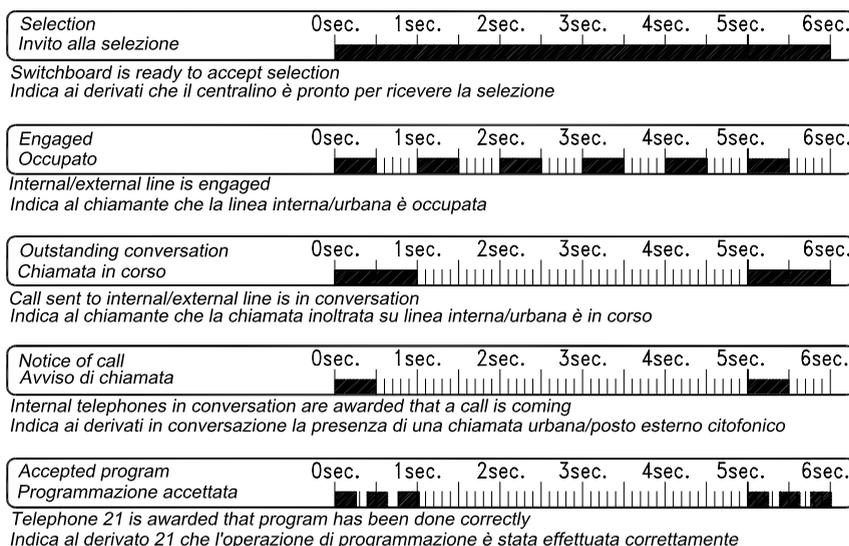 Selection 0sec. 1sec. 2sec. 3sec. 4sec. 5sec. 6sec.
Invito alla selezione
Switchboard is ready to accept selection
Indica ai derivati che il centralino è pronto per ricevere la selezione
Engaged 0sec. 1sec. 2sec. 3sec. 4sec. 5sec. 6sec.
Occupato
Internal/external line is engaged
Indica al chiamante che la linea interna/urbana è occupata
Outstanding conversation 0sec. 1sec. 2sec. 3sec. 4sec. 5sec. 6sec.
Chiamata in corso
Call sent to internal/external line is in conversation
Indica al chiamante che la chiamata inoltrata su linea interna/urbana è in corso
Notice of call 0sec. 1sec. 2sec. 3sec. 4sec. 5sec. 6sec.
Avviso di chiamata
Internal telephones in conversation are awarded that a call is coming
Indica ai derivati in conversazione la presenza di una chiamata urbana/posto esterno citofonico
Accepted program 0sec. 1sec. 2sec. 3sec. 4sec. 5sec. 6sec.
Programmazione accettata
Telephone 21 is awarded that program has been done correctly
Indica al derivato 21 che l'operazione di programmazione è stata effettuata correttamente